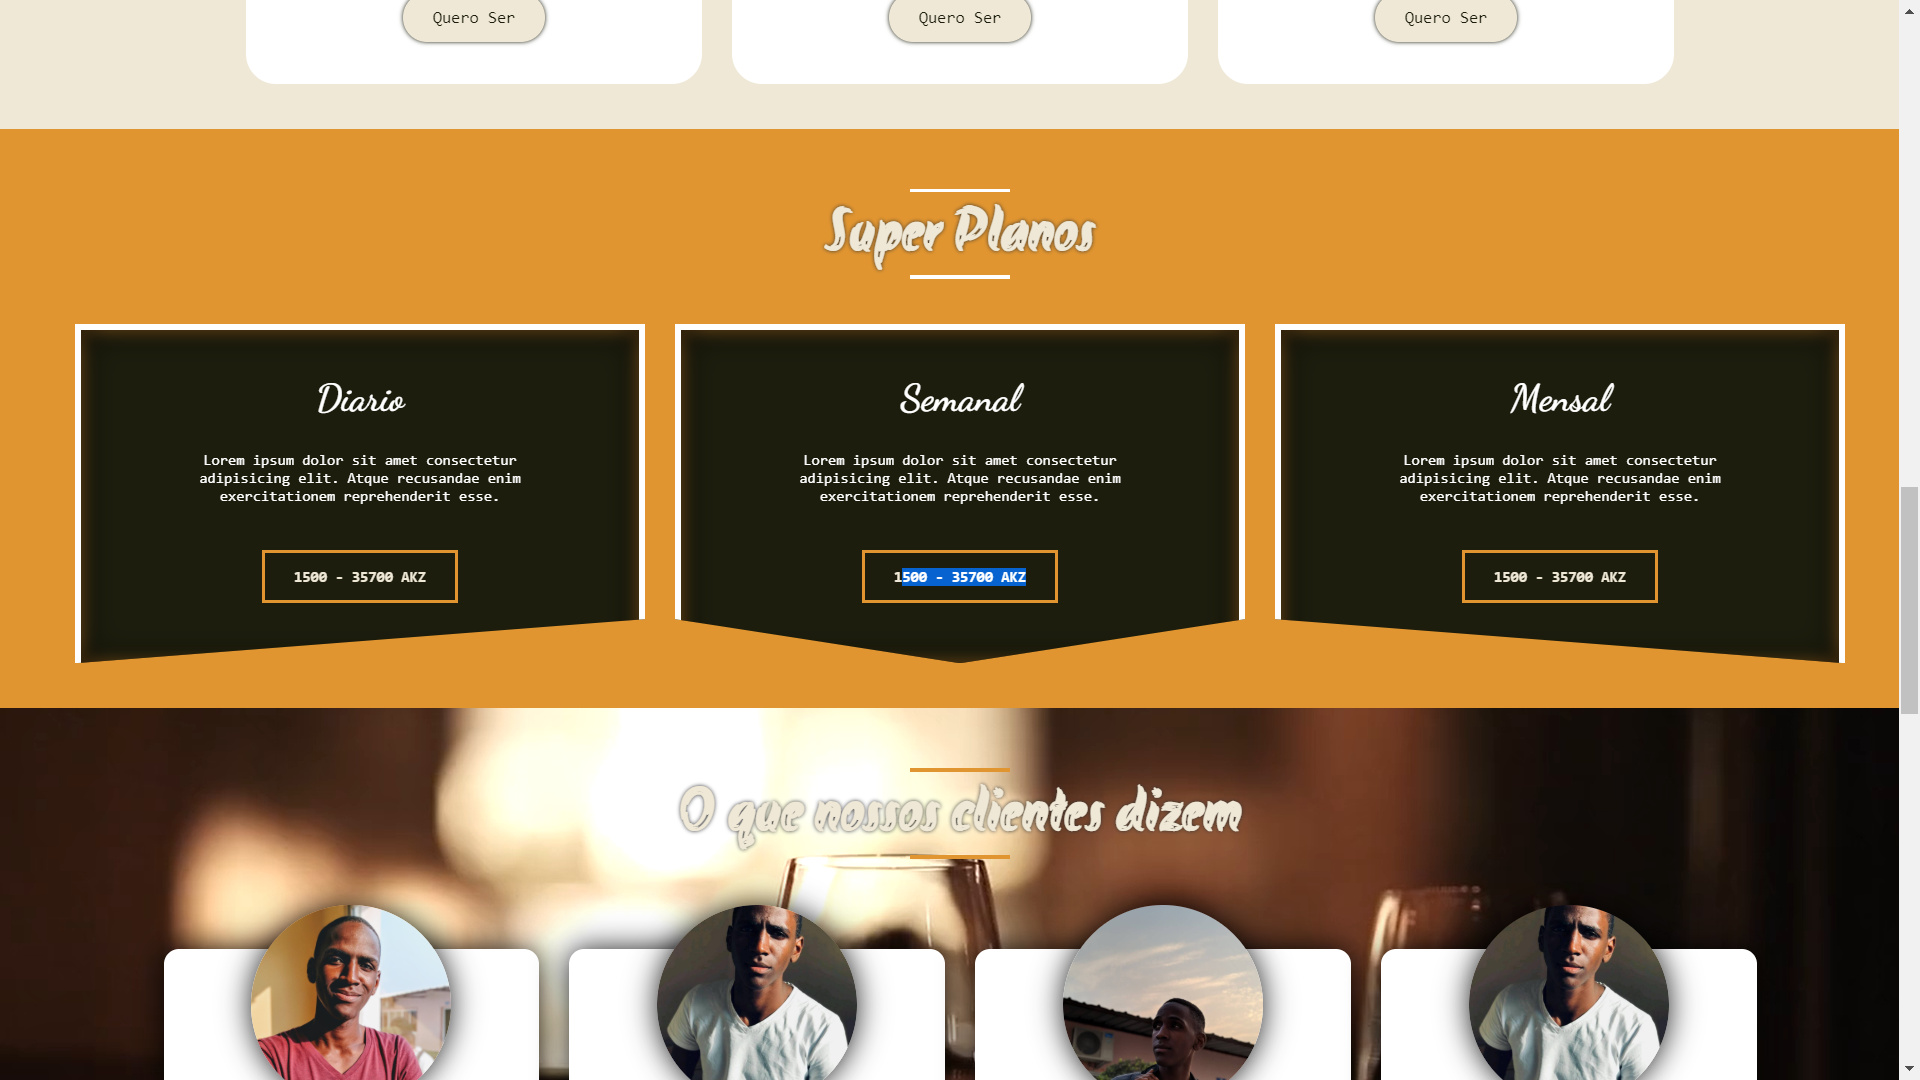 Quero Ser
Quero Ser
Quero Ser
Super Planos
Diario
Lorem ipsum dolor sit amet consectetur
adipisicing elit. Atque recusandae enim
exercitationem reprehenderit esse.
1500 - 35700 AKZ
Semanal
Lorem ipsum dolor sit amet consectetur
adipisicing elit. Atque recusandae enim
exercitationem reprehenderit esse.
1500 - 35700 AKZ
Mensal
Lorem ipsum dolor sit amet consectetur
adipisicing elit. Atque recusandae enim
exercitationem reprehenderit esse.
1500 - 35700 AKZ
O que nossos clientes dizem